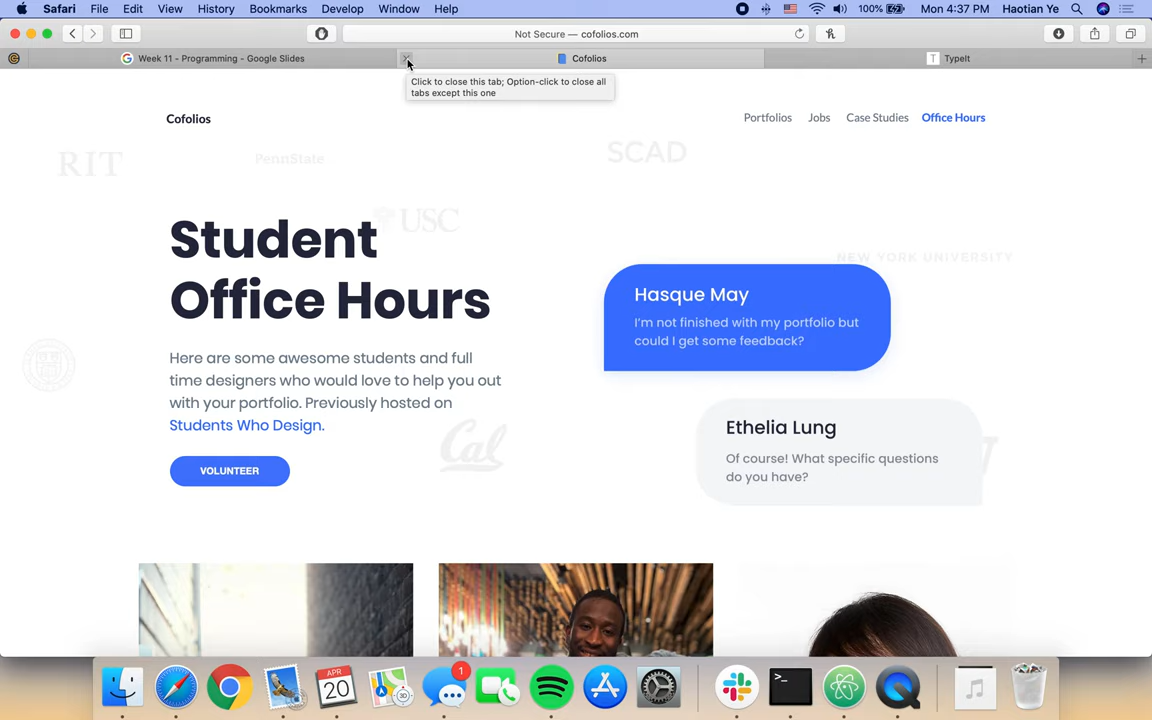 Safari File Edit View History Bookmarks Develop Window Help 100% Mon 4:37 PM Haotian Ye
Not Secure — cofolios.com
Week 11 - Programming - Google Slides Cofolios TypeIt
Click to close this tab; Option-click to close all
tabs except this one
Cofolios Portfolios Jobs Case Studies Office Hours
RIT PennState SCAD
USC
NEW YORK UNIVERSITY
Student
Office Hours
Hasque May
I'm not finished with my portfolio but
could I get some feedback?
Here are some awesome students and full
time designers who would love to help you out
with your portfolio. Previously hosted on
Students Who Design.
Cal
Ethelia Lung
Of course! What specific questions
do you have?
VOLUNTEER
1
APR
20